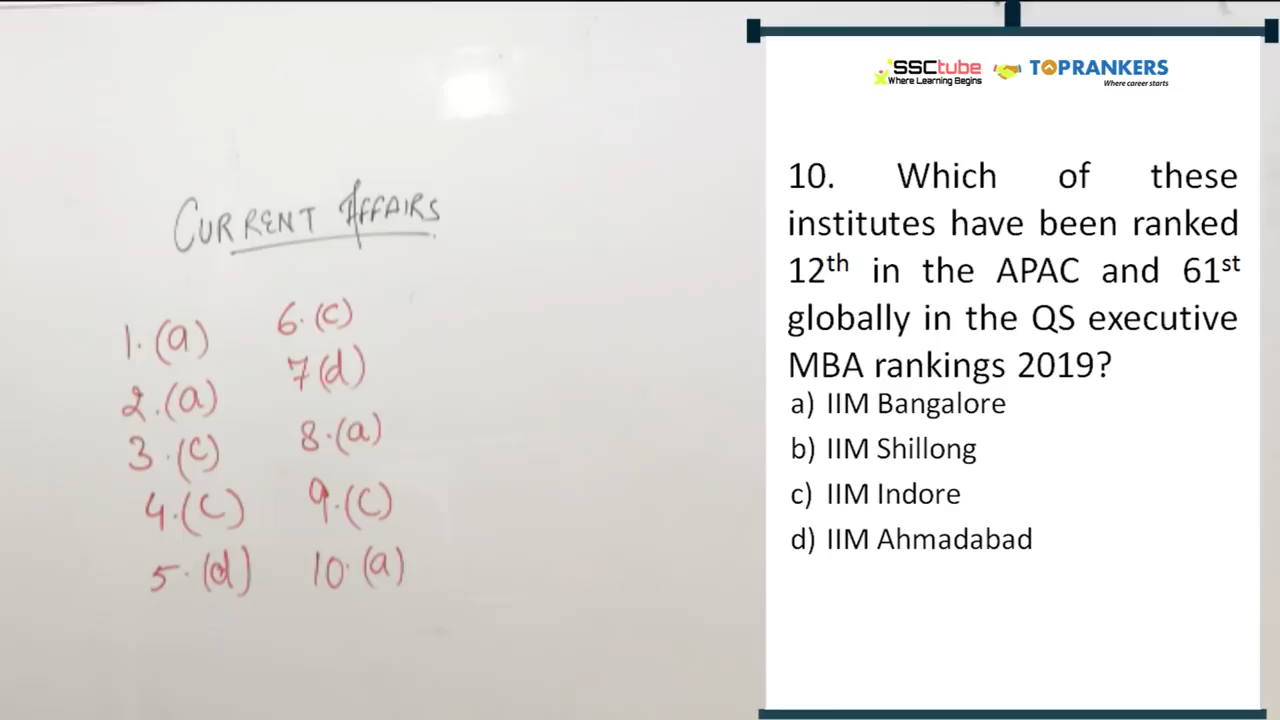 CURRENT AFFAIRS
1. (a)
2. (a)
3. (c)
4. (c)
5. (d)
6. (c)
7 (d)
8. (a)
9. (c)
10. (a)
SSCtube
Where Learning Begins
TOPRANKERS
Where career starts
10. Which of these
institutes have been ranked
12th in the APAC and 61st
globally in the QS executive
MBA rankings 2019?
a) IIM Bangalore
b) IIM Shillong
c) IIM Indore
d) IIM Ahmadabad